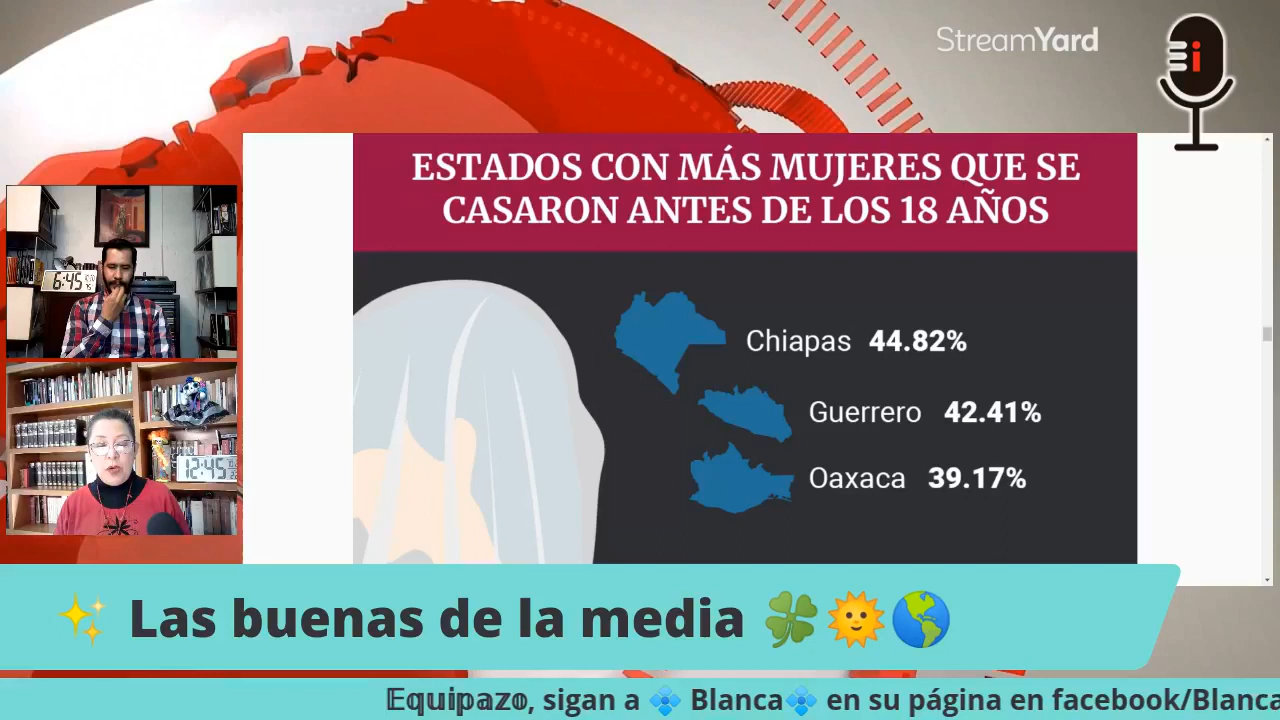 StreamYard
i
ESTADOS CON MÁS MUJERES QUE SE
CASARON ANTES DE LOS 18 AÑOS
6:45
Chiapas 44.82%
Guerrero 42.41%
12:45
Oaxaca 39.17%
✨ Las buenas de la media 🍀🌞🌎
𝔼𝕢𝕦𝕚𝕡𝕒𝕫𝕠, sigan a 💠 Blanca💠 en su página en facebook/Blanca